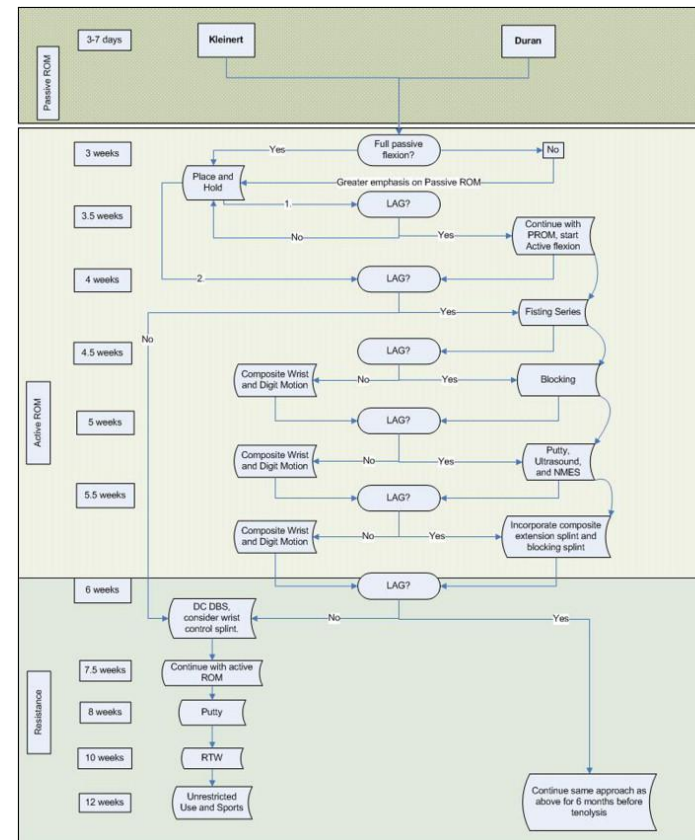 3-7 days
Kleinert
Duran
Passive ROM
3 weeks
Full passive
flexion?
Yes
No
Place and
Hold
Greater emphasis on Passive ROM
1.
LAG?
3.5 weeks
No
Yes
Continue with
PROM, start
Active flexion
4 weeks
2.
LAG?
Yes
Fisting Series
No
4.5 weeks
LAG?
Composite Wrist
and Digit Motion
No
Yes
Blocking
5 weeks
LAG?
Active ROM
Composite Wrist
and Digit Motion
No
Yes
Putty,
Ultrasound,
and NMES
5.5 weeks
LAG?
Composite Wrist
and Digit Motion
No
Yes
Incorporate composite
extension splint and
blocking splint
6 weeks
LAG?
DC DBS,
consider wrist
control splint.
No
Yes
7.5 weeks
Continue with active
ROM
Resistance
8 weeks
Putty
10 weeks
RTW
12 weeks
Unrestricted
Use and Sports
Continue same approach as
above for 6 months before
tenolysis